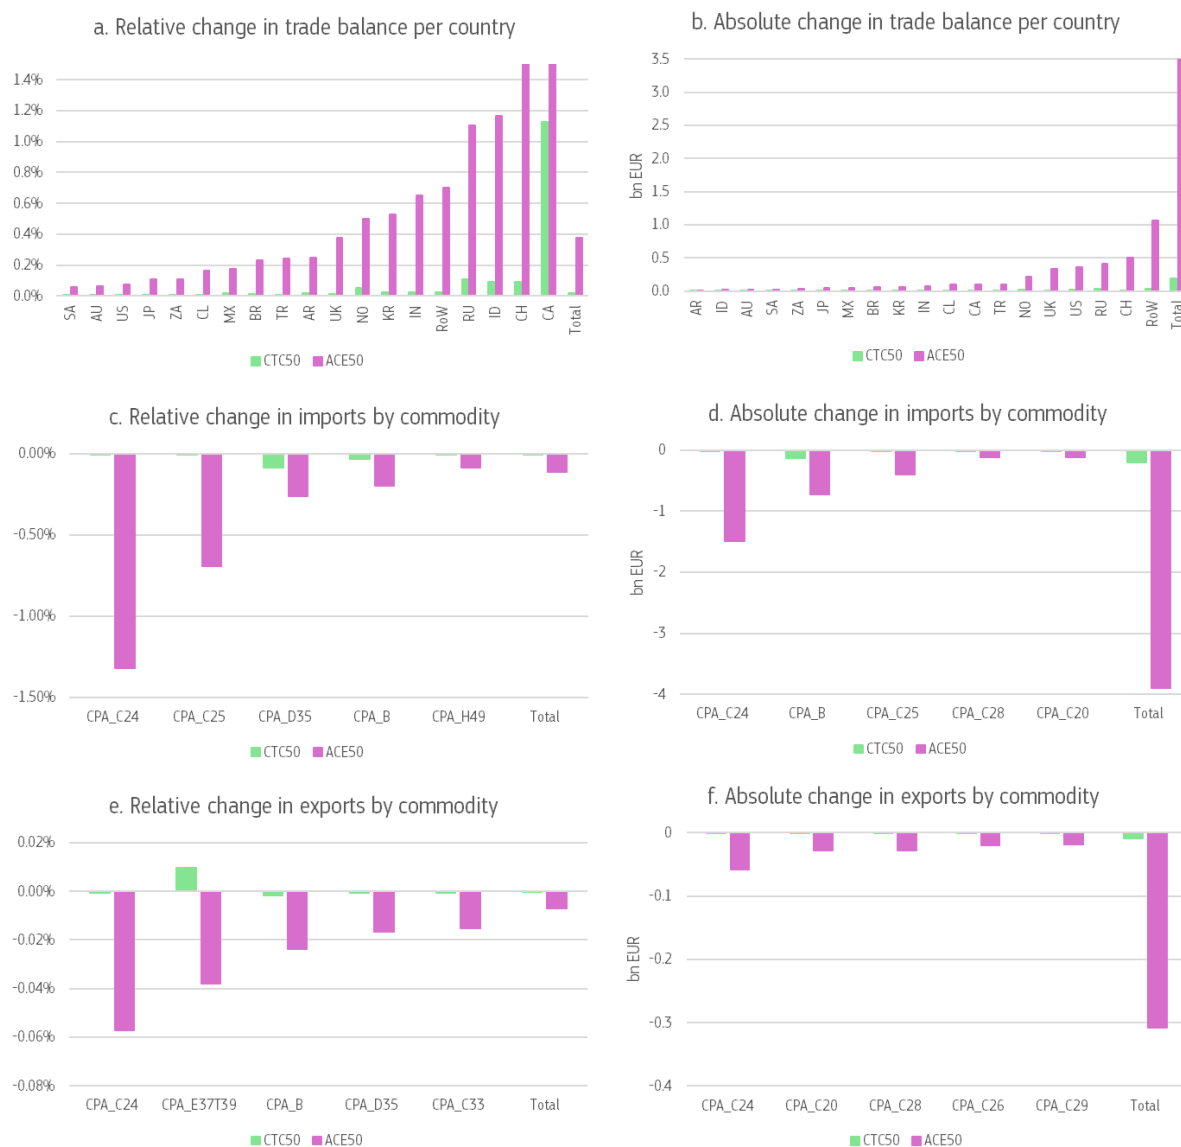 a. Relative change in trade balance per country
1.4%
1.2%
1.0%
0.8%
0.6%
0.4%
0.2%
0.0%
SA AU US JP ZA CL MX BR TR AR UK NO KR IN RoW RU ID CH CA Total
CTC50 ACE50
b. Absolute change in trade balance per country
bn EUR
3.5
3.0
2.5
2.0
1.5
1.0
0.5
0.0
AR ID AU SA ZA JP MX BR KR IN CL CA TR NO UK US RU CH RoW Total
CTC50 ACE50
c. Relative change in imports by commodity
0.00%
-0.50%
-1.00%
-1.50%
CPA_C24 CPA_C25 CPA_D35 CPA_B CPA_H49 Total
CTC50 ACE50
d. Absolute change in imports by commodity
bn EUR
0
-1
-2
-3
-4
CPA_C24 CPA_B CPA_C25 CPA_C28 CPA_C20 Total
CTC50 ACE50
e. Relative change in exports by commodity
0.02%
0.00%
-0.02%
-0.04%
-0.06%
-0.08%
CPA_C24 CPA_E37T39 CPA_B CPA_D35 CPA_C33 Total
CTC50 ACE50
f. Absolute change in exports by commodity
bn EUR
0
-0.1
-0.2
-0.3
-0.4
CPA_C24 CPA_C20 CPA_C28 CPA_C26 CPA_C29 Total
CTC50 ACE50